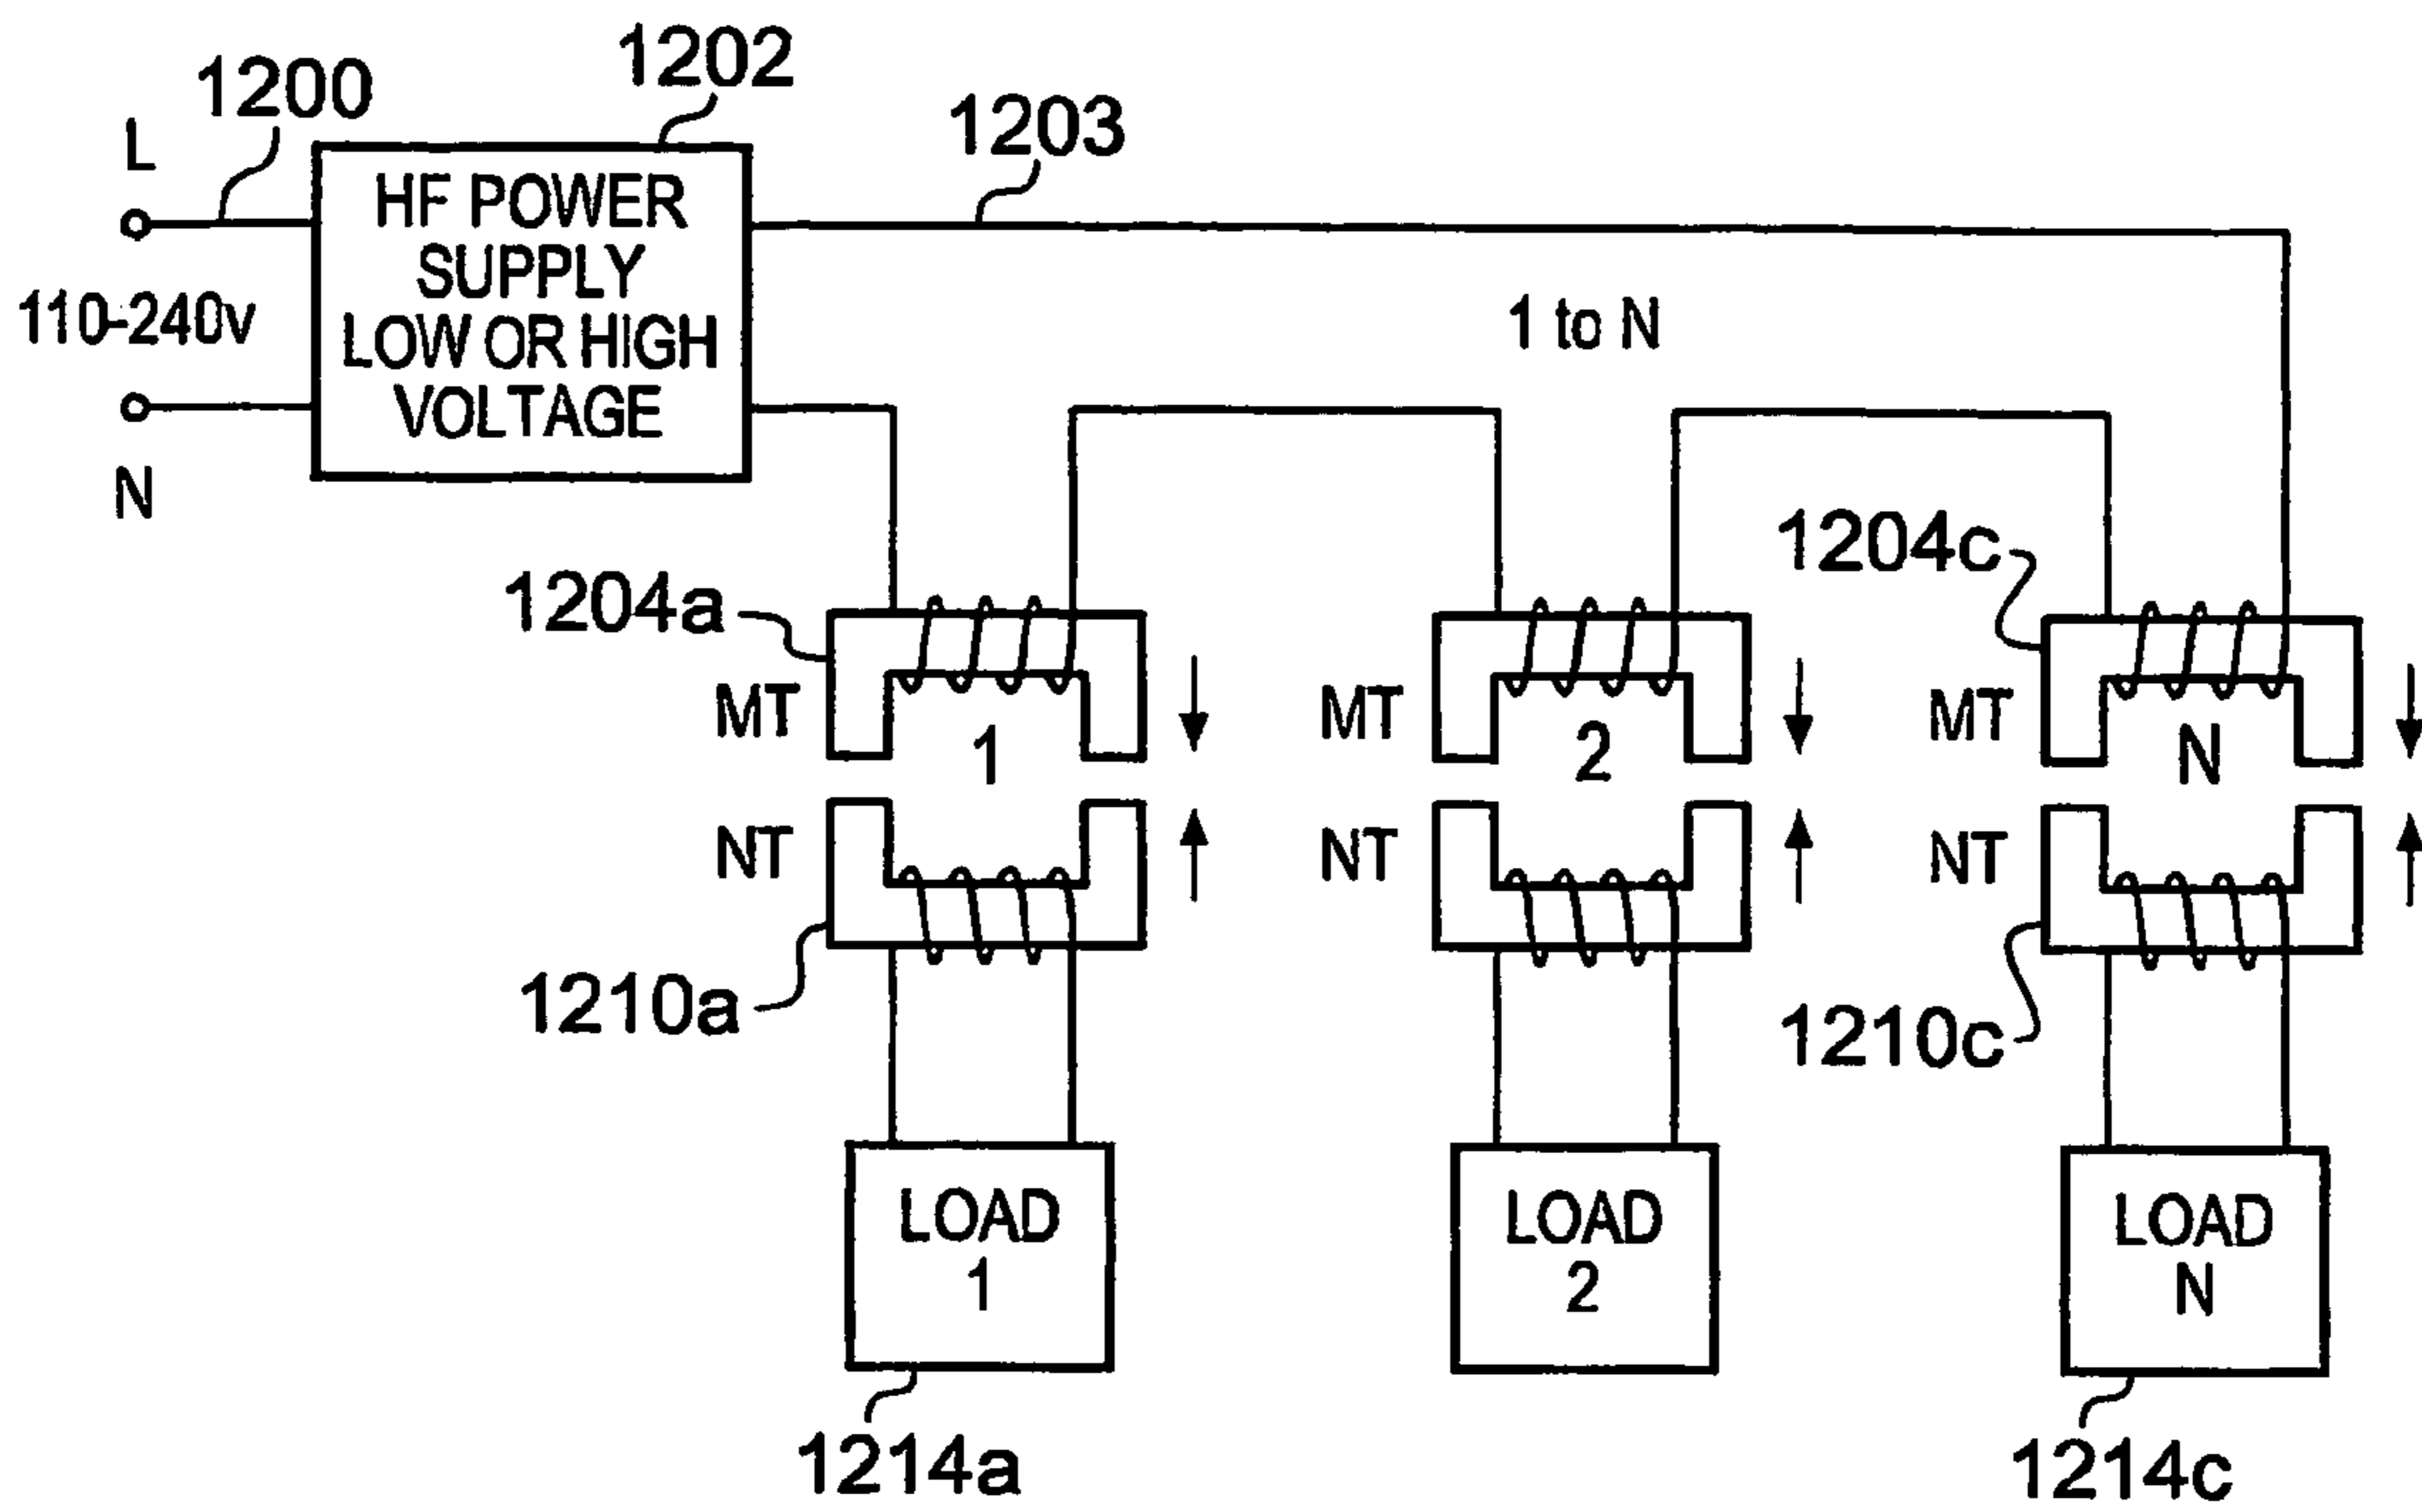 1200
1202
1203
L
HF POWER
SUPPLY
LOW OR HIGH
VOLTAGE
110-240v
1 to N
N
1204a
1204c
MT
1
MT
2
MT
N
NT
NT
NT
1210a
1210c
LOAD
1
LOAD
2
LOAD
N
1214a
1214c